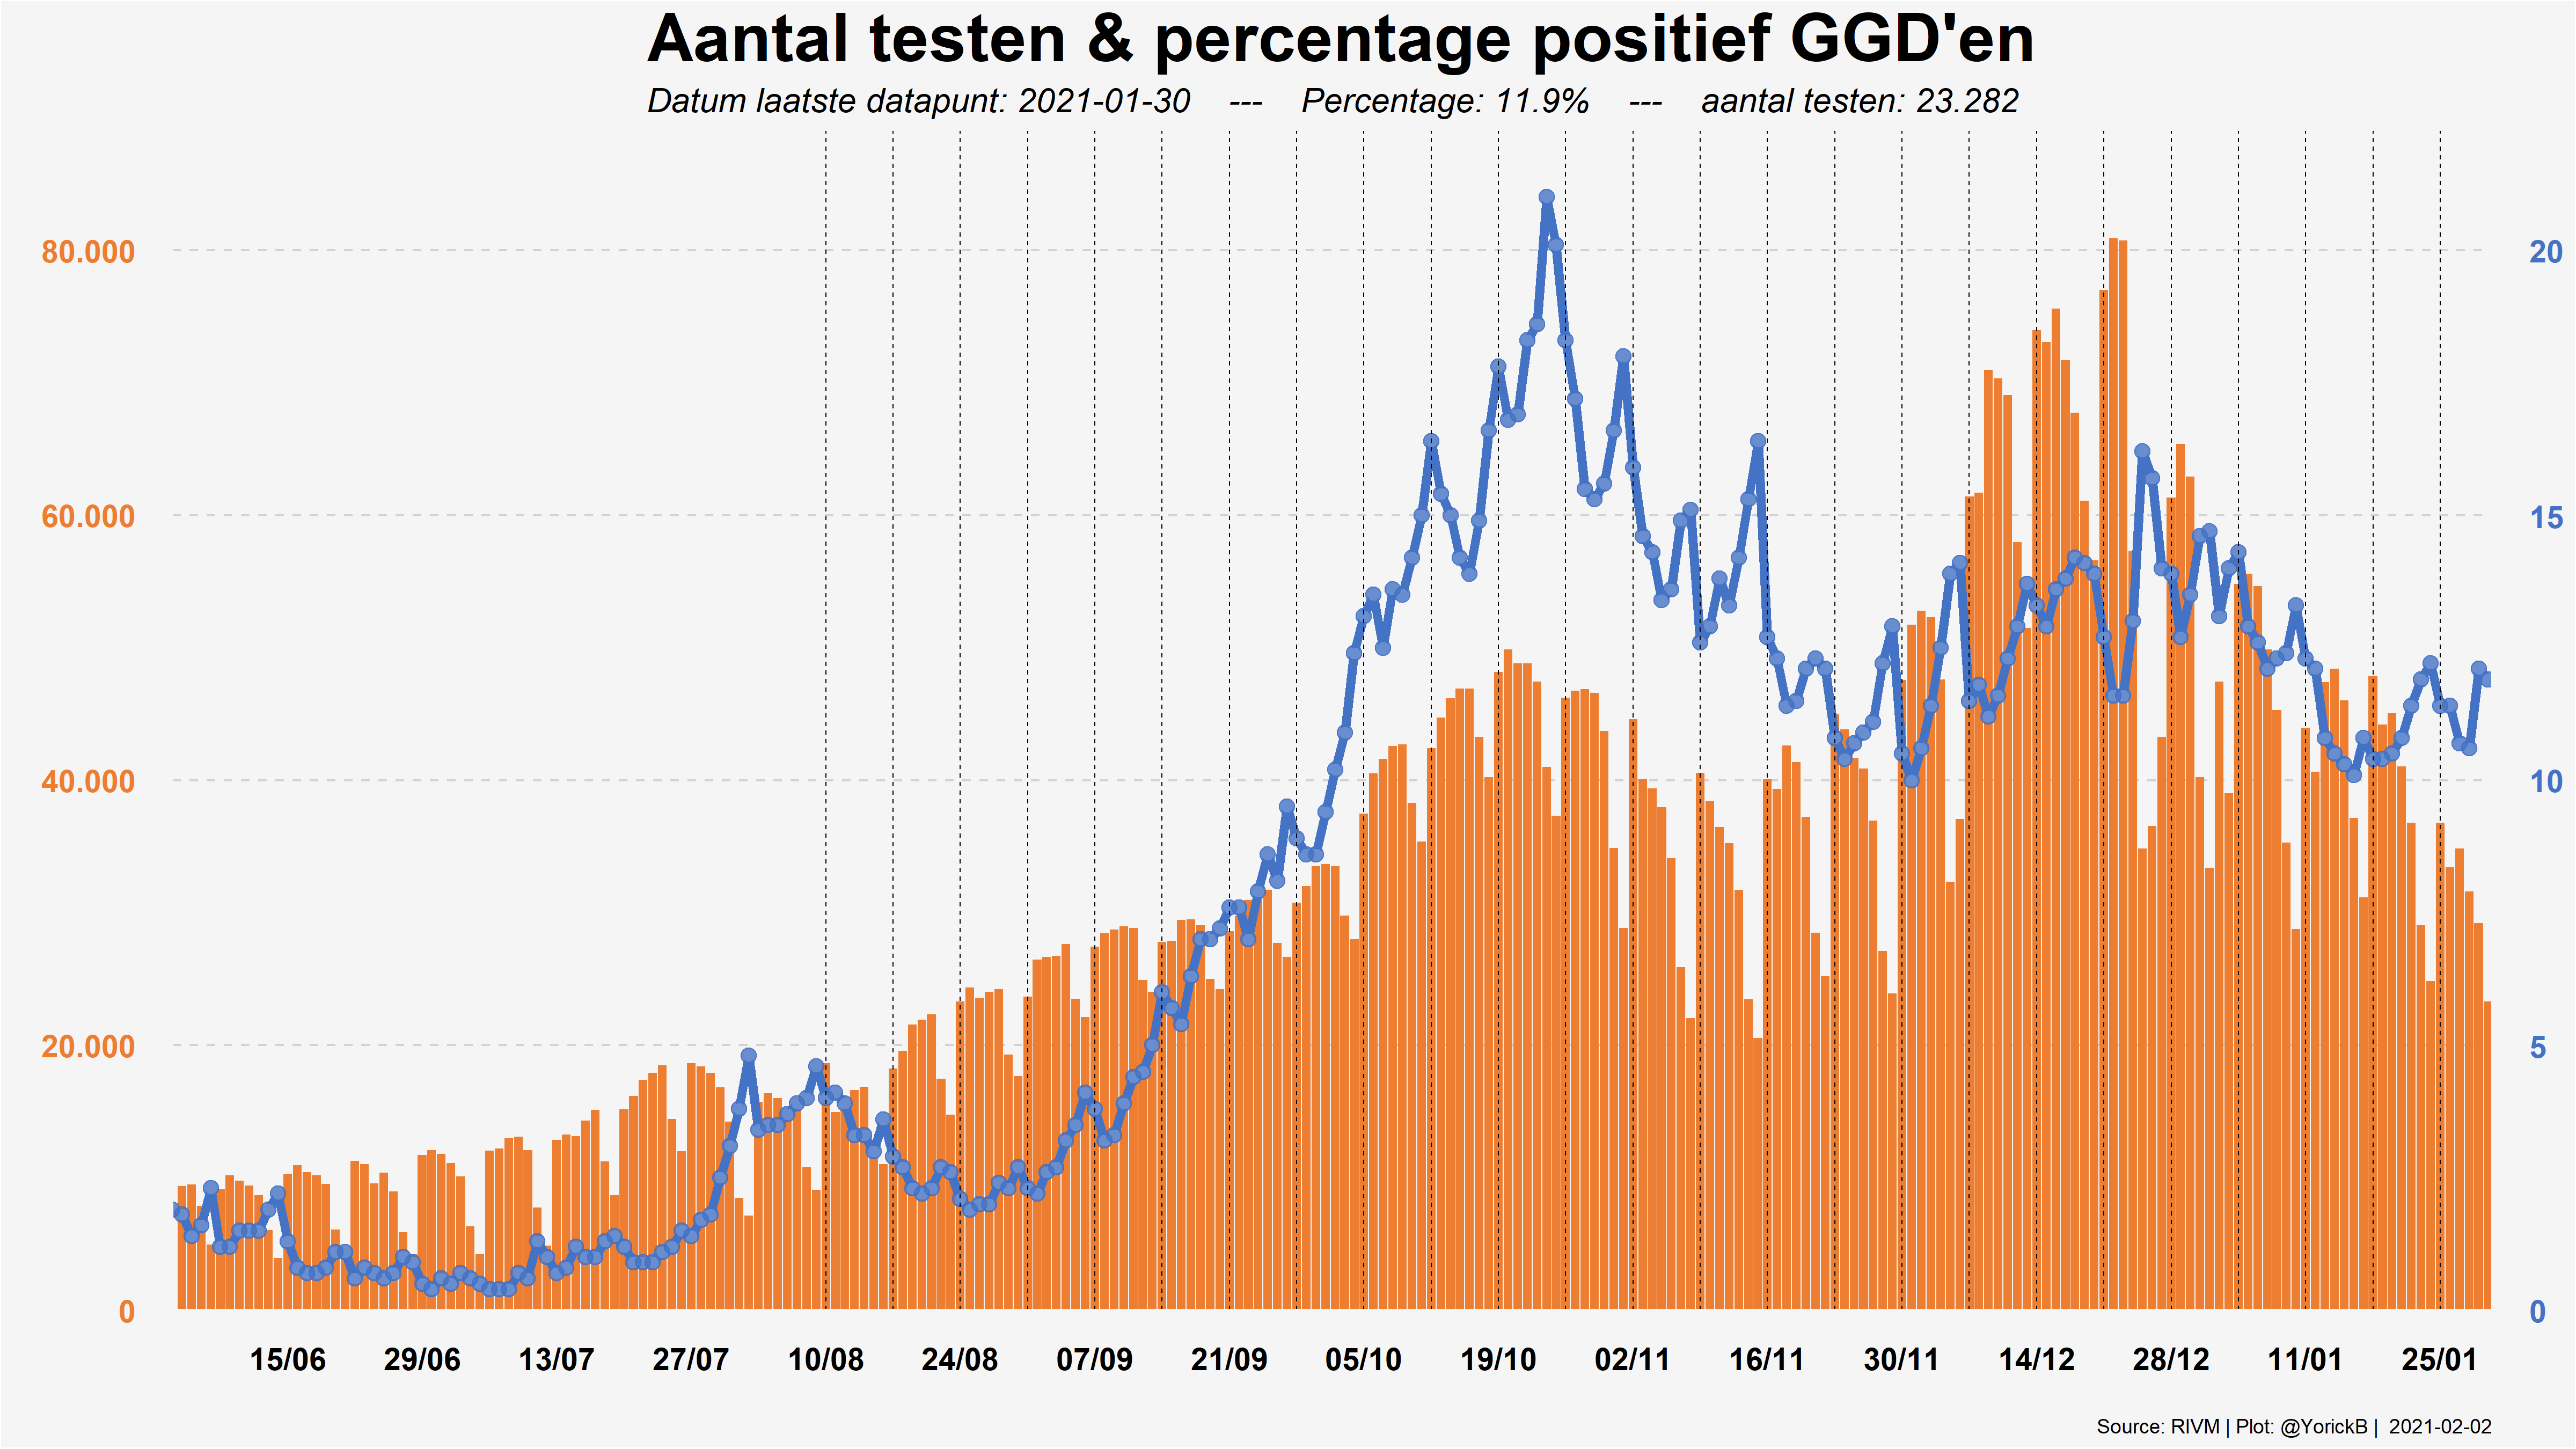 Aantal testen & percentage positief GGD'en
Datum laatste datapunt: 2021-01-30 --- Percentage: 11.9% --- aantal testen: 23.282
80.000
60.000
40.000
20.000
0
20
15
10
5
0
15/06 29/06 13/07 27/07 10/08 24/08 07/09 21/09 05/10 19/10 02/11 16/11 30/11 14/12 28/12 11/01 25/01
Source: RIVM | Plot: @YorickB | 2021-02-02